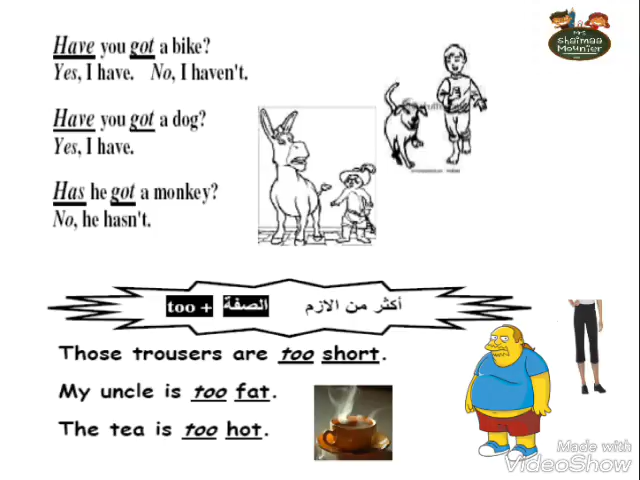 Mrs
Shaimaa
Mounier
Have you got a bike?
Yes, I have. No, I haven't.
Have you got a dog?
Yes, I have.
Has he got a monkey?
No, he hasn't.
too + الصفة أكثر من الازم
Those trousers are too short.
My uncle is too fat.
The tea is too hot.
Made with
VideoShow